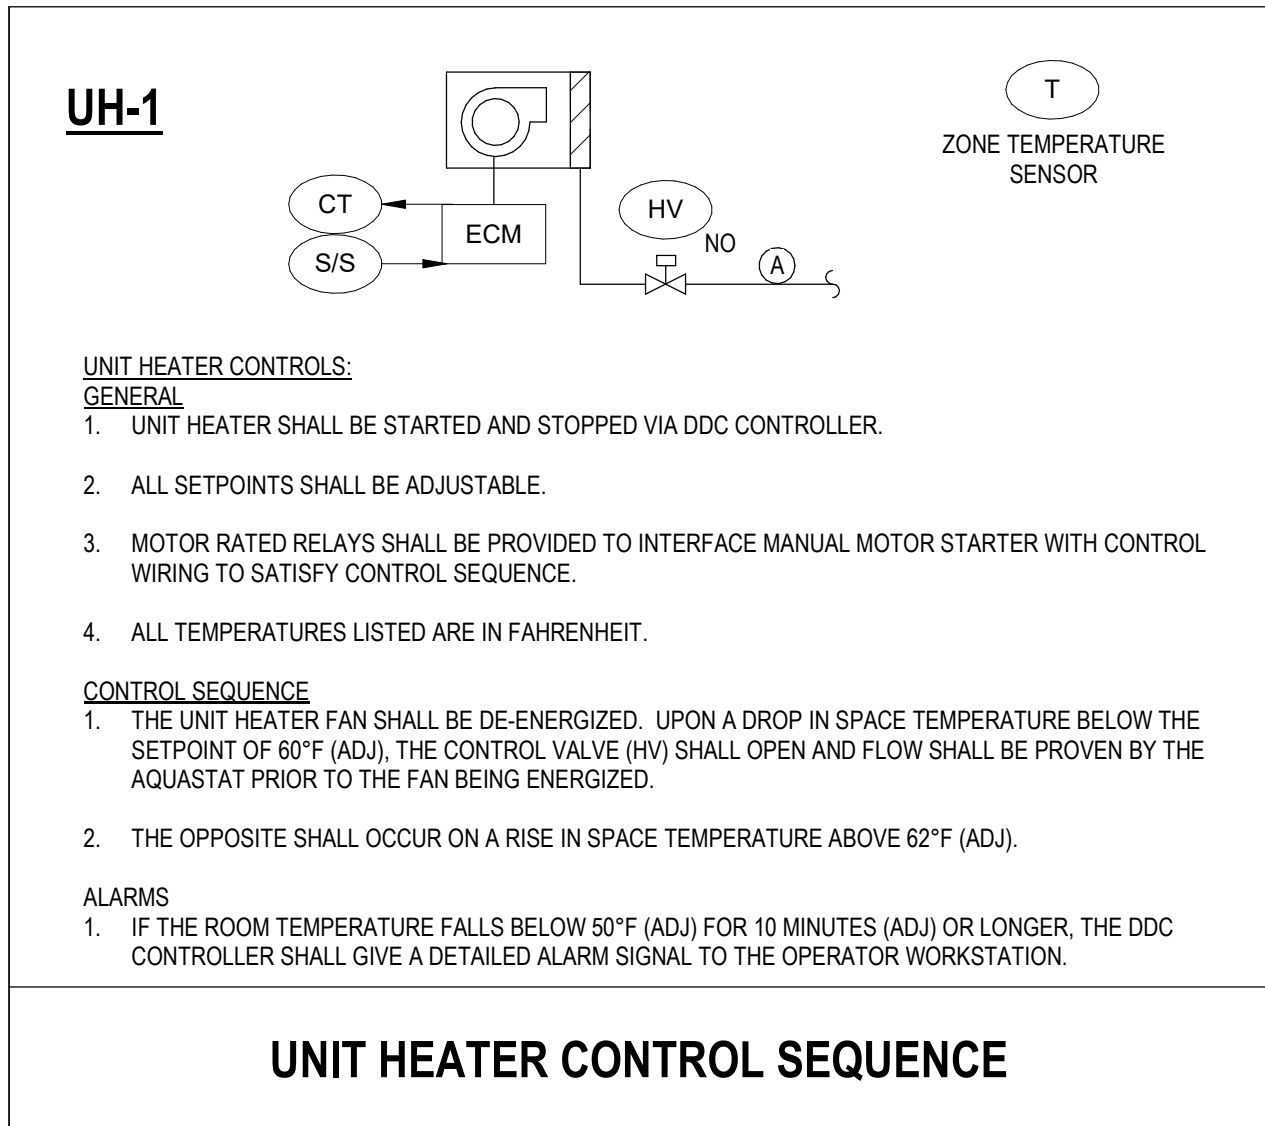 UH-1
T
ZONE TEMPERATURE
SENSOR
CT
ECM
S/S
HV
NO
A
UNIT HEATER CONTROLS:
GENERAL
1. UNIT HEATER SHALL BE STARTED AND STOPPED VIA DDC CONTROLLER.
2. ALL SETPOINTS SHALL BE ADJUSTABLE.
3. MOTOR RATED RELAYS SHALL BE PROVIDED TO INTERFACE MANUAL MOTOR STARTER WITH CONTROL
WIRING TO SATISFY CONTROL SEQUENCE.
4. ALL TEMPERATURES LISTED ARE IN FAHRENHEIT.
CONTROL SEQUENCE
1. THE UNIT HEATER FAN SHALL BE DE-ENERGIZED. UPON A DROP IN SPACE TEMPERATURE BELOW THE
SETPOINT OF 60°F (ADJ), THE CONTROL VALVE (HV) SHALL OPEN AND FLOW SHALL BE PROVEN BY THE
AQUASTAT PRIOR TO THE FAN BEING ENERGIZED.
2. THE OPPOSITE SHALL OCCUR ON A RISE IN SPACE TEMPERATURE ABOVE 62°F (ADJ).
ALARMS
1. IF THE ROOM TEMPERATURE FALLS BELOW 50°F (ADJ) FOR 10 MINUTES (ADJ) OR LONGER, THE DDC
CONTROLLER SHALL GIVE A DETAILED ALARM SIGNAL TO THE OPERATOR WORKSTATION.
UNIT HEATER CONTROL SEQUENCE